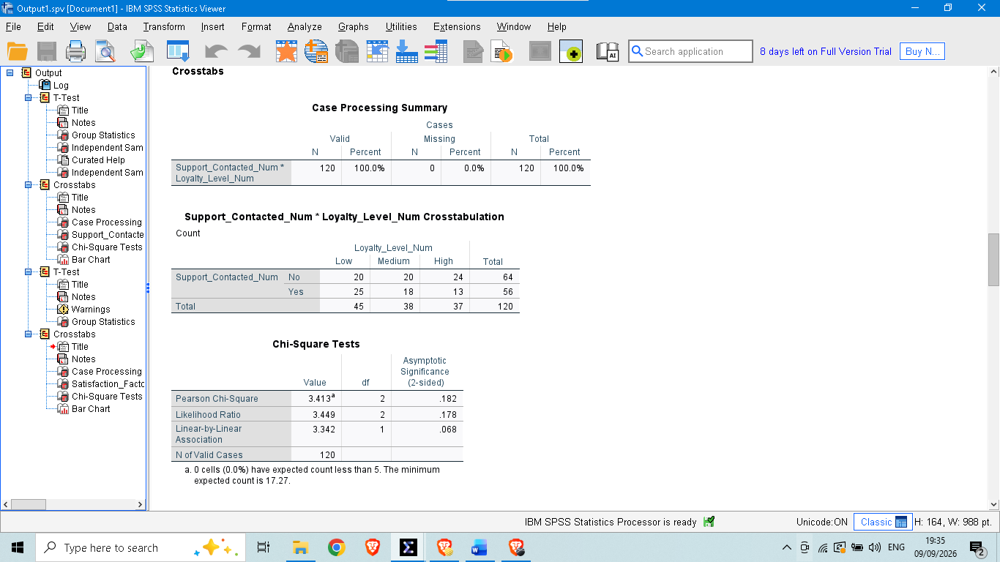 Output1.spv [Document1] - IBM SPSS Statistics Viewer
File Edit View Data Transform Insert Format Analyze Graphs Utilities Extensions Window Help
AI Search application 8 days left on Full Version Trial Buy N...
Output
Log
T-Test
Title
Notes
Group Statistics
Independent Sam
Curated Help
Independent Sam
Crosstabs
Title
Notes
Case Processing
Support_Contacte
Chi-Square Tests
Bar Chart
T-Test
Title
Notes
Warnings
Group Statistics
Crosstabs
Title
Notes
Case Processing
Satisfaction_Facto
Chi-Square Tests
Bar Chart
Crosstabs
Case Processing Summary
Cases
Valid Missing Total
N Percent N Percent N Percent
Support_Contacted_Num * 120 100.0% 0 0.0% 120 100.0%
Loyalty_Level_Num
Support_Contacted_Num * Loyalty_Level_Num Crosstabulation
Count
Loyalty_Level_Num
Low Medium High Total
Support_Contacted_Num No 20 20 24 64
Yes 25 18 13 56
Total 45 38 37 120
Chi-Square Tests
Asymptotic
Significance
Value df (2-sided)
Pearson Chi-Square 3.413a 2 .182
Likelihood Ratio 3.449 2 .178
Linear-by-Linear 3.342 1 .068
Association
N of Valid Cases 120
a. 0 cells (0.0%) have expected count less than 5. The minimum
expected count is 17.27.
IBM SPSS Statistics Processor is ready Unicode:ON Classic H: 164, W: 988 pt.
Type here to search ENG 19:35
09/09/2026 2